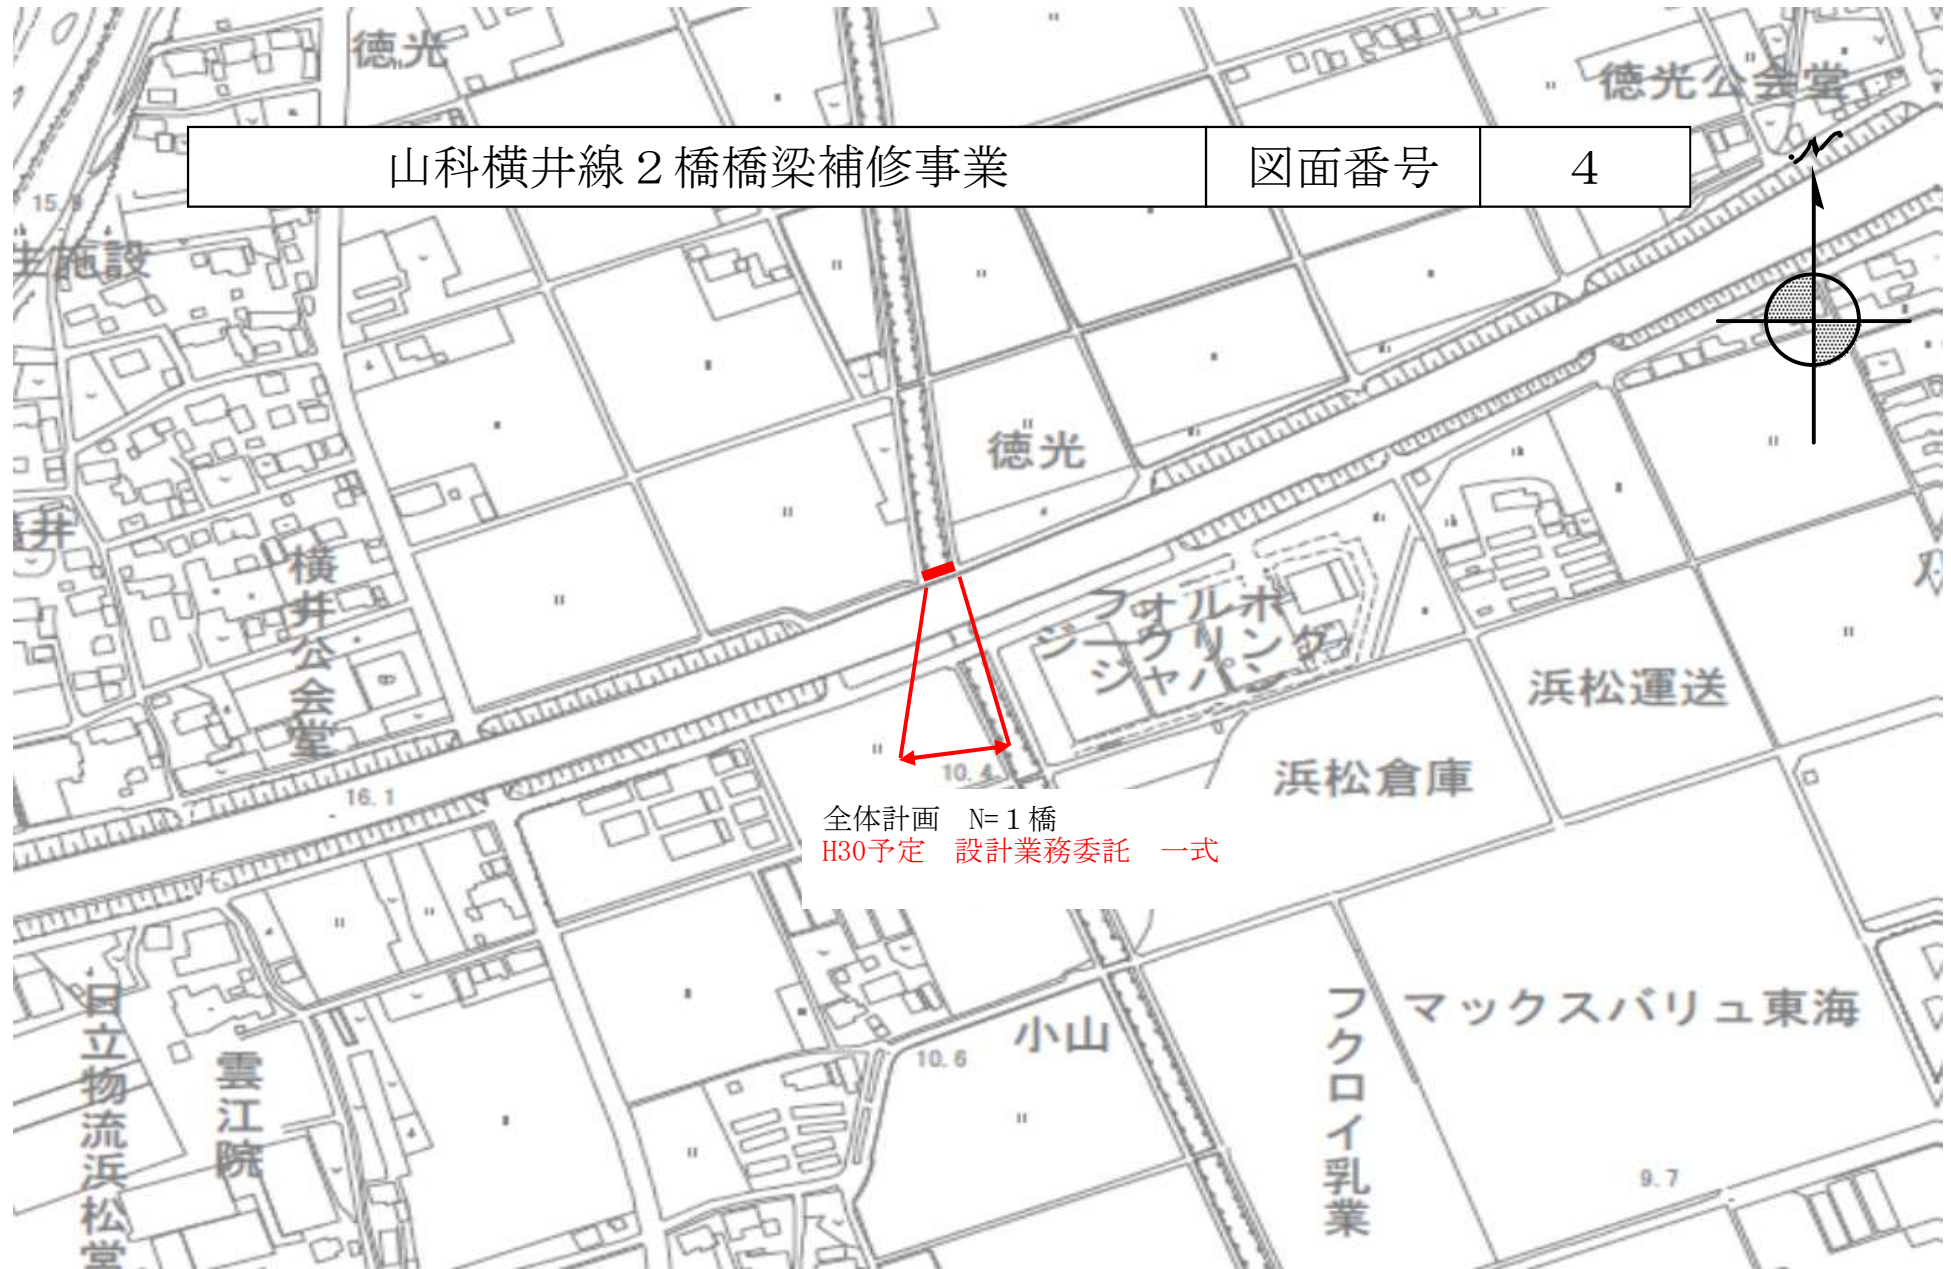 徳光
徳光公会堂
山科横井線２橋橋梁補修事業 図面番号 ４
15.9
生施設
徳光
横井公会堂
フォルボ
ジークリング
ジャパン
浜松運送
浜松倉庫
10.4
16.1
全体計画　N=１橋
H30予定　設計業務委託　一式
日立物流浜松営
雲江院
小山
10.6
フクロイ乳業
マックスバリュ東海
9.7